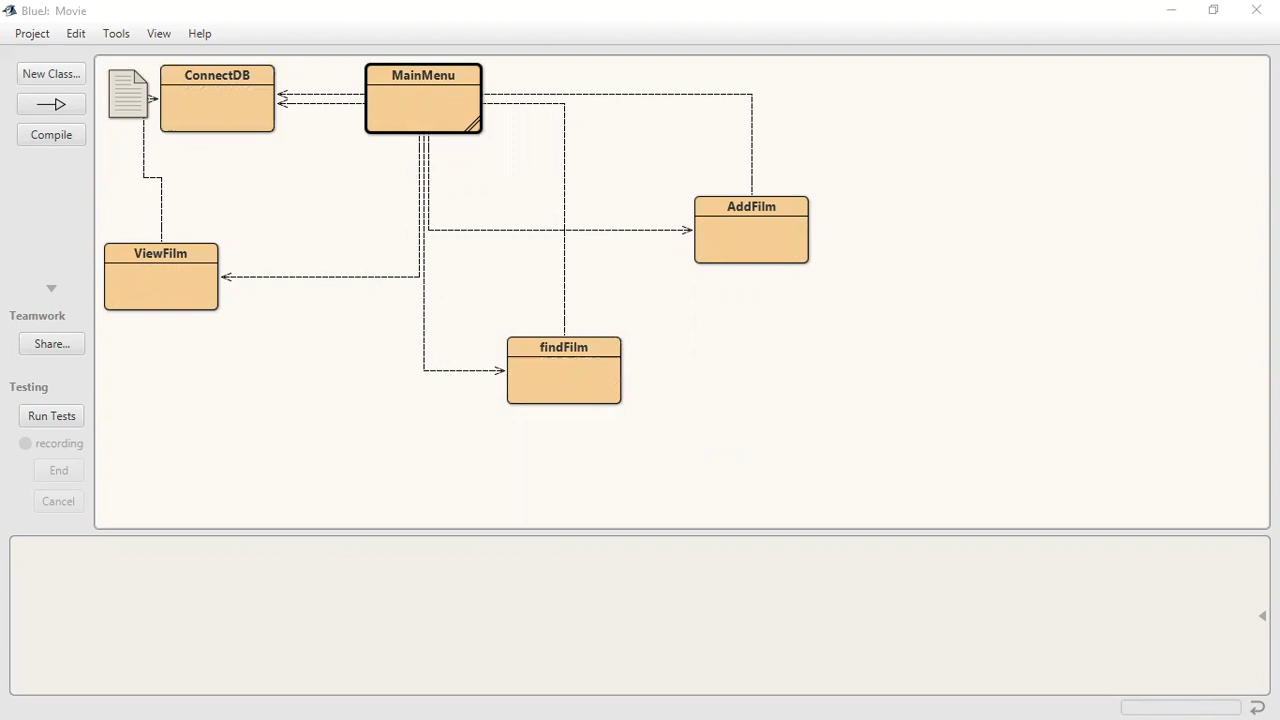 BlueJ: Movie
Project Edit Tools View Help
New Class...
Compile
Teamwork
Share...
Testing
Run Tests
recording
End
Cancel
ConnectDB
MainMenu
AddFilm
ViewFilm
findFilm